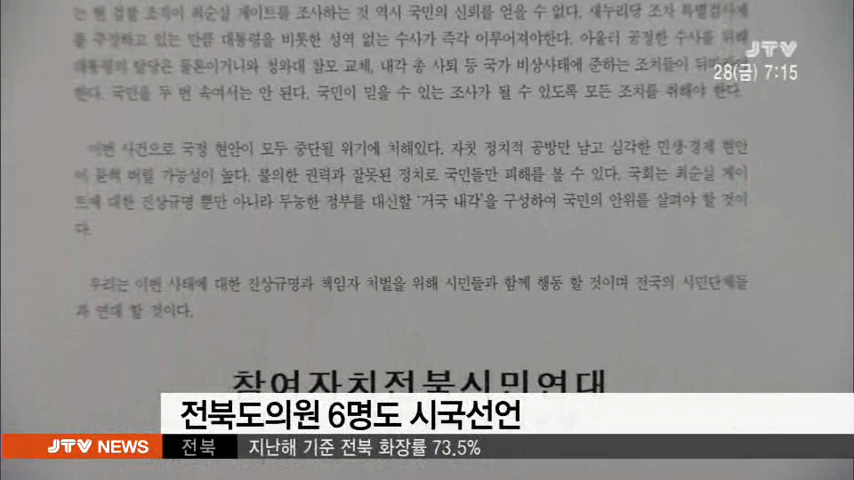 는 현 검찰 조직이 최순실 게이트를 조사하는 것 역시 국민의 신뢰를 얻을 수 없다. 새누리당 조차 특별검사제
를 주장하고 있는 만큼 대통령을 비롯한 성역 없는 수사가 즉각 이루어져야한다. 아울러 공정한 수사를 위해
대통령의 탈당은 물론이거니와 청와대 참모 교체, 내각 총 사퇴 등 국가 비상사태에 준하는 조치들이
한다. 국민을 두 번 속여서는 안 된다. 국민이 믿을 수 있는 조사가 될 수 있도록 모든 조치를 취해야 한다.
JTV
28(금) 7:15
이번 사건으로 국정 현안이 모두 중단될 위기에 처해있다. 자칫 정치적 공방만 남고 심각한 민생·경제 현안
이 묻혀 버릴 가능성이 높다. 불의한 권력과 잘못된 정치로 국민들만 피해를 볼 수 있다. 국회는 최순실 게이
트에 대한 진상규명 뿐만 아니라 무능한 정부를 대신할 '거국 내각'을 구성하여 국민의 안위를 살펴야 할 것이
다.
우리는 이번 사태에 대한 진상규명과 책임자 처벌을 위해 시민들과 함께 행동 할 것이며 전국의 시민단체들
과 연대 할 것이다.
참여자치전북시민연대
전북도의원 6명도 시국선언
JTV NEWS 전북 지난해 기준 전북 화장률 73.5%